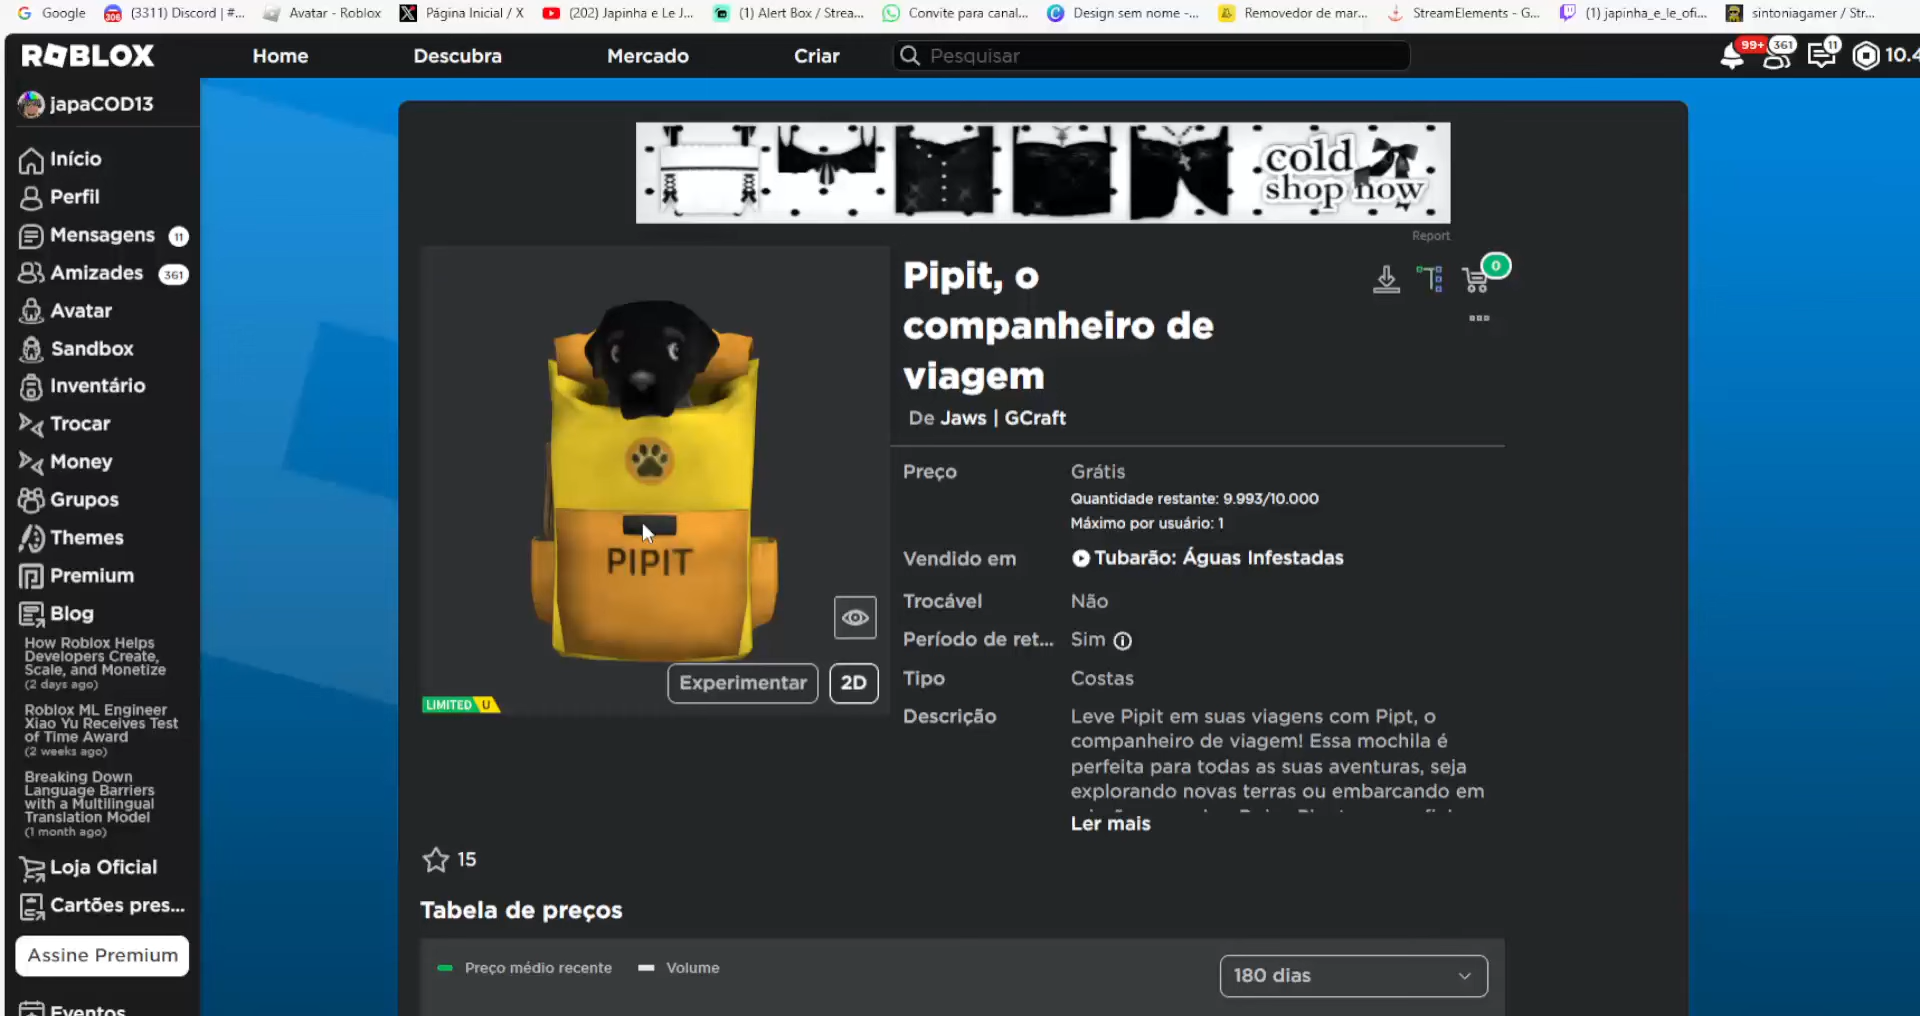 Google
(3311) Discord | #...
Avatar - Roblox
Página Inicial / X
(202) Japinha e Le J...
(1) Alert Box / Strea...
Convite para canal...
Design sem nome -...
Removedor de mar...
StreamElements - G...
(1) japinha_e_le_ofi...
sintoniagamer / Str...
ROBLOX
Home
Descubra
Mercado
Criar
Pesquisar
99+
361
11
10.4
japaCOD13
Início
Perfil
Mensagens 11
Amizades 361
Avatar
Sandbox
Inventário
Trocar
Money
Grupos
Themes
Premium
Blog
How Roblox Helps
Developers Create,
Scale, and Monetize
(2 days ago)
Roblox ML Engineer
Xiao Yu Receives Test
of Time Award
(2 weeks ago)
Breaking Down
Language Barriers
with a Multilingual
Translation Model
(1 month ago)
Loja Oficial
Cartões pres...
Assine Premium
Eventos
cold
shop now
Report
PIPIT
Experimentar
2D
LIMITED U
Pipit, o
companheiro de
viagem
0
De Jaws | GCraft
Preço Grátis
Quantidade restante: 9.993/10.000
Máximo por usuário: 1
Vendido em Tubarão: Águas Infestadas
Trocável Não
Período de ret... Sim
Tipo Costas
Descrição Leve Pipit em suas viagens com Pipt, o
companheiro de viagem! Essa mochila é
perfeita para todas as suas aventuras, seja
explorando novas terras ou embarcando em
Ler mais
15
Tabela de preços
Preço médio recente
Volume
180 dias